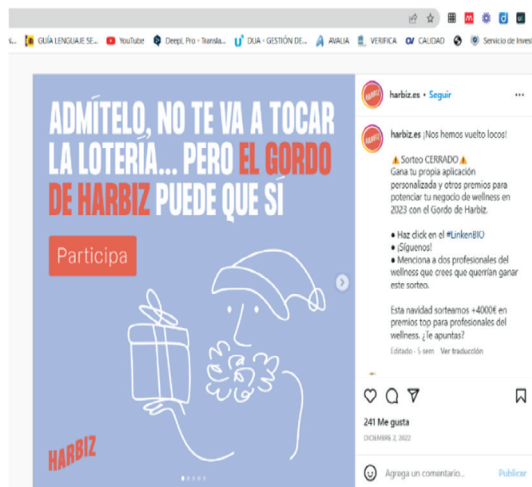 GUÍA LENGUAJE SE...
YouTube
DeepL Pro - Transla...
DUA - GESTIÓN DE...
AVALIA
VERIFICA
CALIDAD
Servicio de Invest
ADMÍTELO, NO TE VA A TOCAR
LA LOTERÍA... PERO EL GORDO
DE HARBIZ PUEDE QUE SÍ
Participa
HARBIZ
harbiz.es • Seguir
harbiz.es ¡Nos hemos vuelto locos!
⚠️Sorteo CERRADO⚠️
Gana tu propia aplicación
personalizada y otros premios para
potenciar tu negocio de wellness en
2023 con el Gordo de Harbiz.
● Haz click en el #LinkenBIO
● ¡Síguenos!
● Menciona a dos profesionales del
wellness que crees que querrían ganar
este sorteo.
Esta navidad sorteamos +4000€ en
premios top para profesionales del
wellness. ¿Te apuntas?
Editado · 5 sem Ver traducción
241 Me gusta
DICIEMBRE 2, 2022
Agrega un comentario...
Publicar